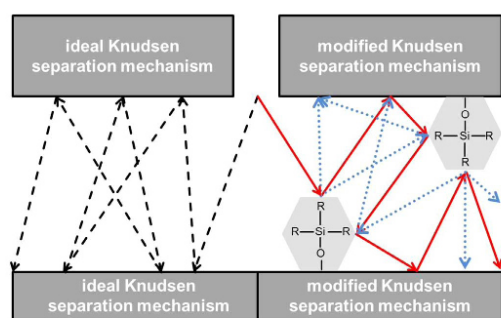 ideal Knudsen
separation mechanism
modified Knudsen
separation mechanism
O
R Si R
R
R
R Si R
O
ideal Knudsen
separation mechanism
modified Knudsen
separation mechanism